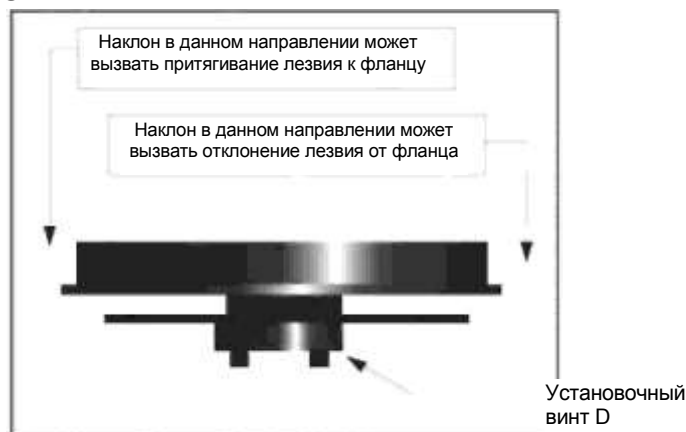 Наклон в данном направлении может
вызвать притягивание лезвия к фланцу
Наклон в данном направлении может
вызвать отклонение лезвия от фланца
Установочный
винт D